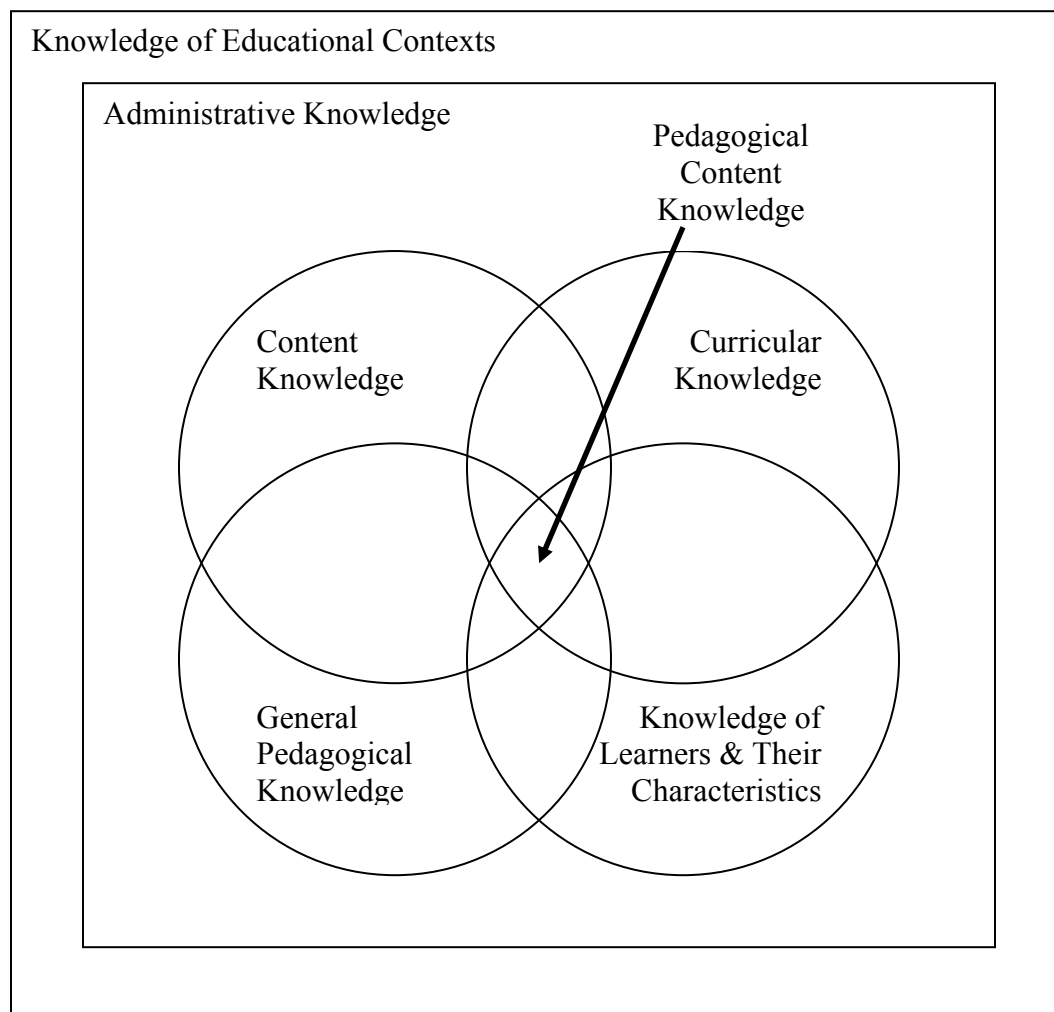 Knowledge of Educational Contexts
Administrative Knowledge
Pedagogical
Content
Knowledge
Content
Knowledge
Curricular
Knowledge
General
Pedagogical
Knowledge
Knowledge of
Learners & Their
Characteristics